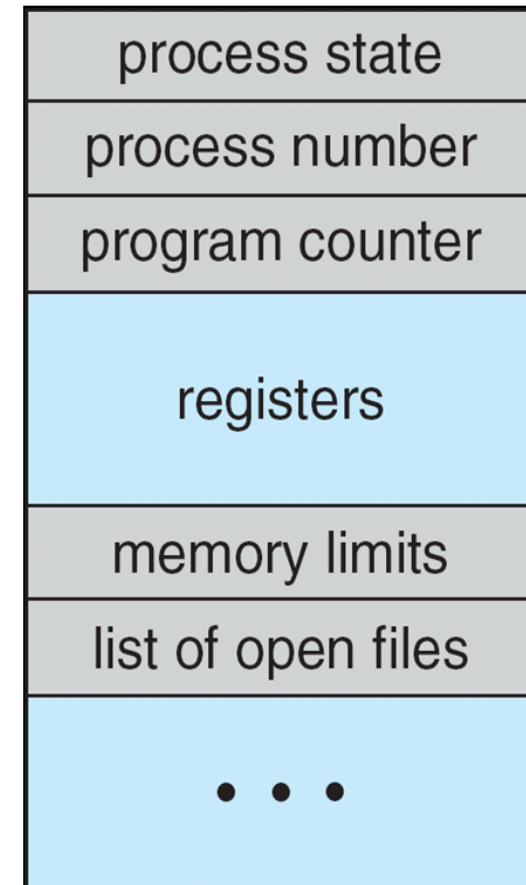 process state
process number
program counter
registers
memory limits
list of open files
• • •